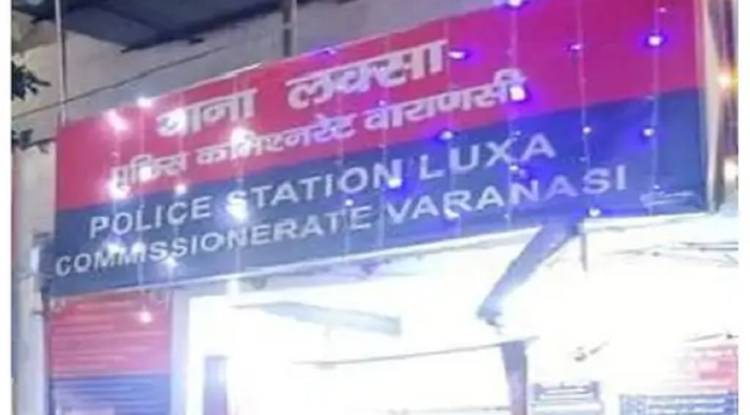 थाना लक्सा
पुलिस कमिश्नरेट वाराणसी
POLICE STATION LUXA
COMMISSIONERATE VARANASI